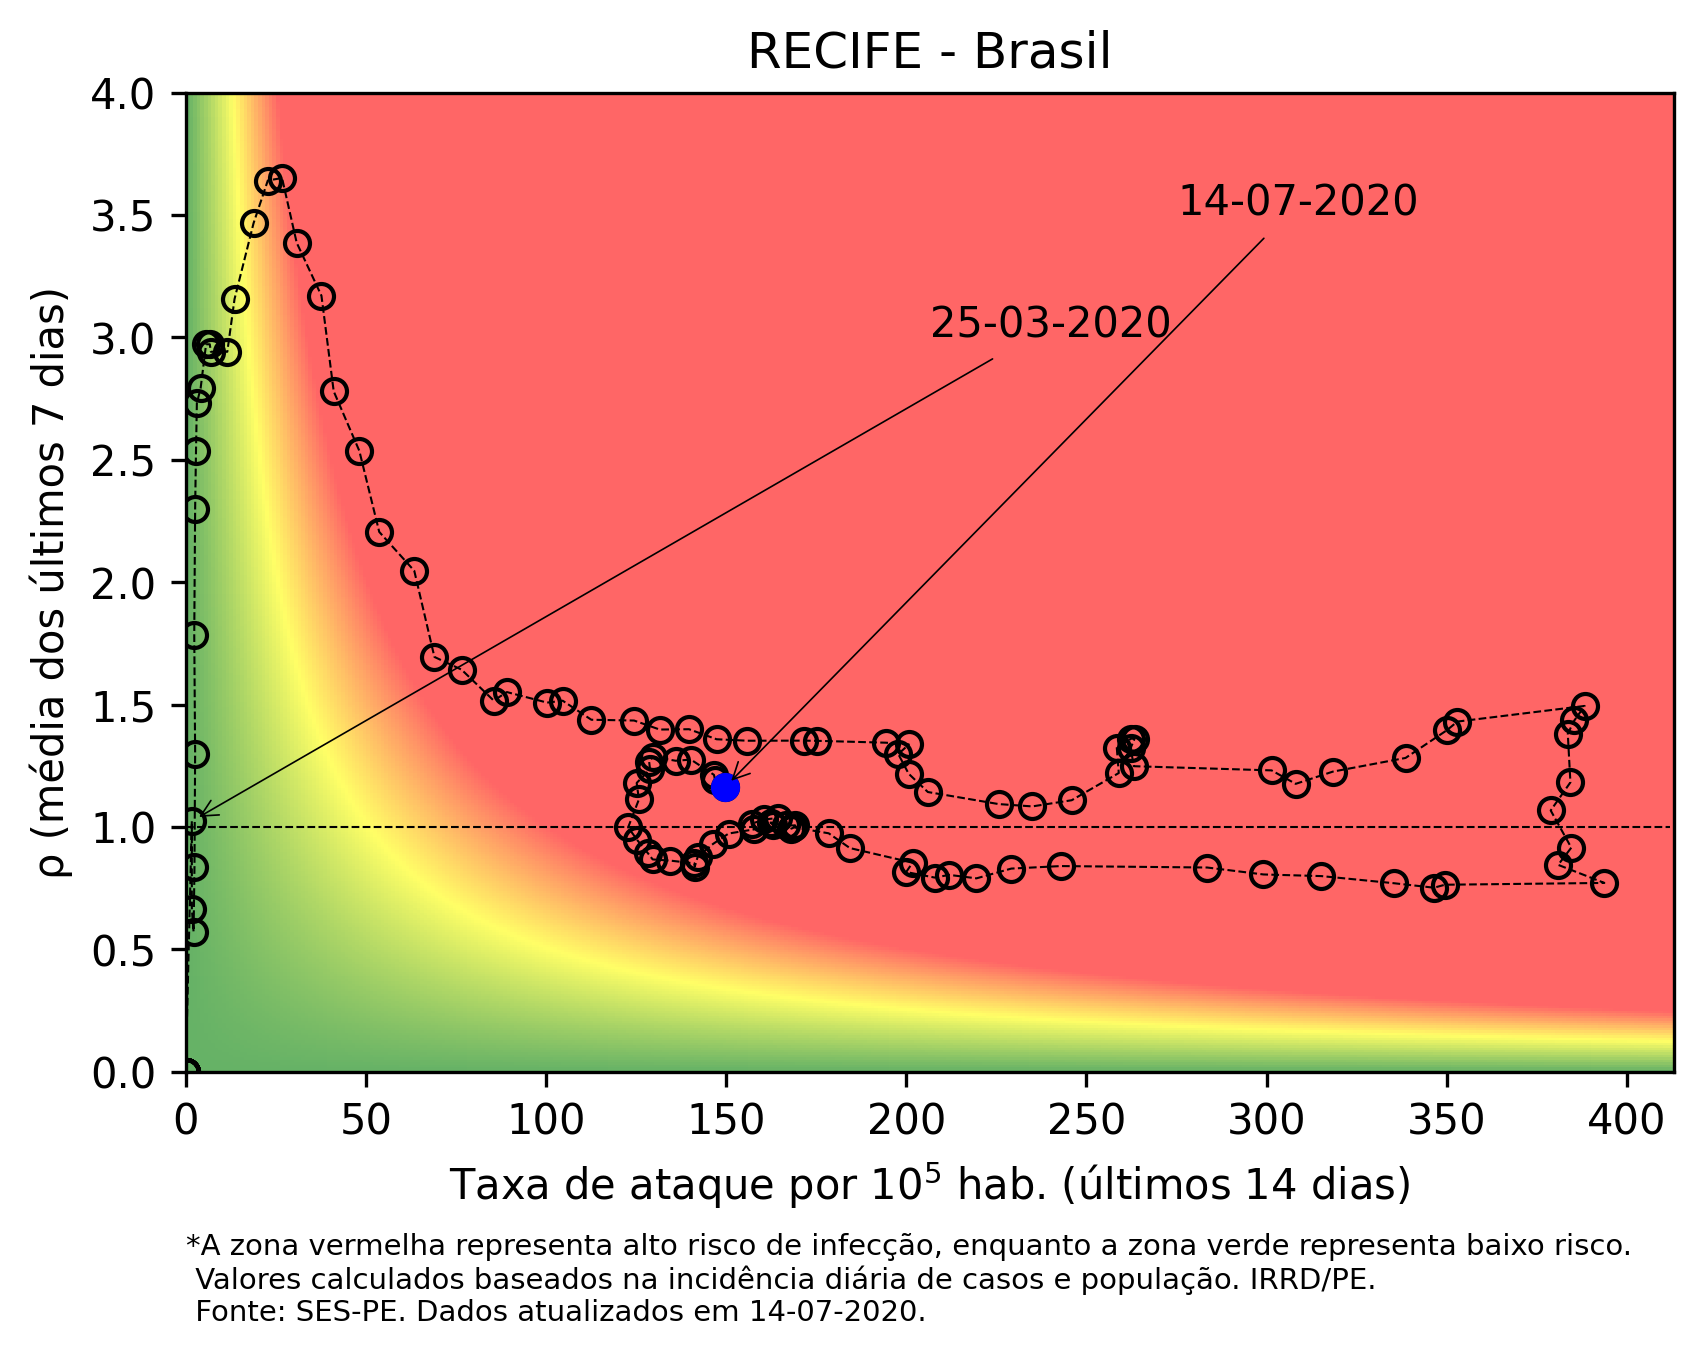 RECIFE - Brasil
4.0
3.5
3.0
2.5
2.0
1.5
1.0
0.5
0.0
ρ (média dos últimos 7 dias)
14-07-2020
25-03-2020
0 50 100 150 200 250 300 350 400
Taxa de ataque por 10⁵ hab. (últimos 14 dias)
*A zona vermelha representa alto risco de infecção, enquanto a zona verde representa baixo risco.
Valores calculados baseados na incidência diária de casos e população. IRRD/PE.
Fonte: SES-PE. Dados atualizados em 14-07-2020.